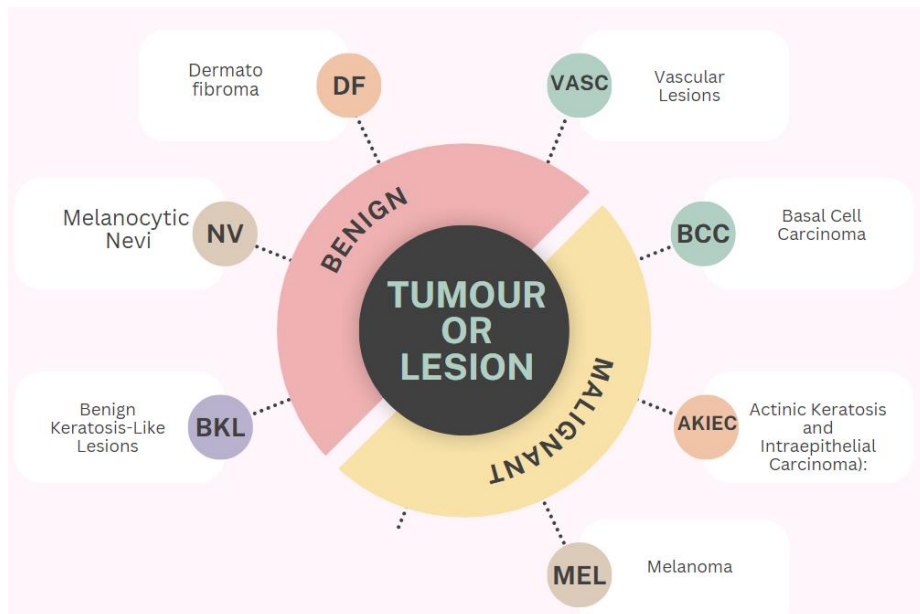 Dermato
fibroma
DF
VASC
Vascular
Lesions
Melanocytic
Nevi
NV
BENIGN
BCC
Basal Cell
Carcinoma
TUMOUR
OR
LESION
Benign
Keratosis-Like
Lesions
BKL
MALIGNANT
AKIEC
Actinic Keratosis
and
Intraepithelial
Carcinoma):
MEL
Melanoma